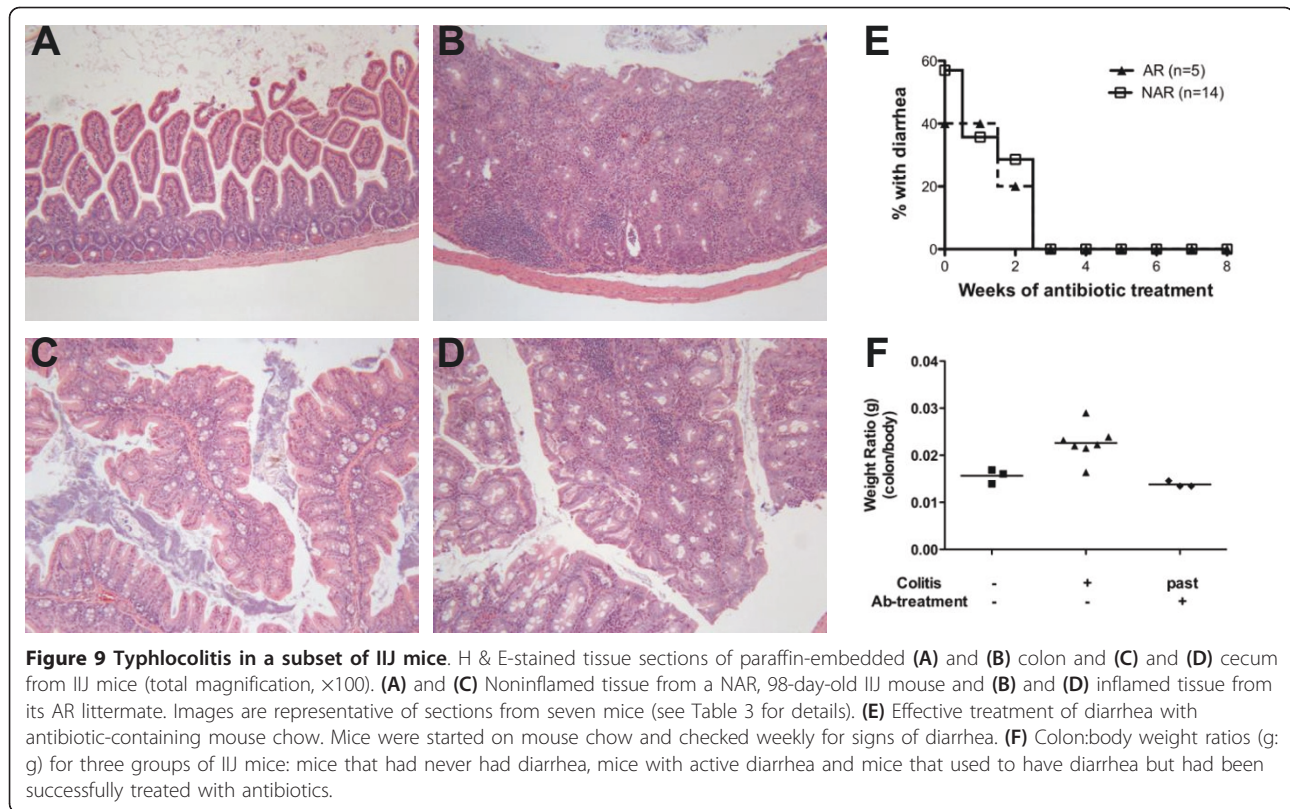 A
B
E
60
40
20
0
% with diarrhea
AR (n=5)
NAR (n=14)
0 2 4 6 8
Weeks of antibiotic treatment
C
D
F
0.04
0.03
0.02
0.01
0.00
Weight Ratio (g)
(colon/body)
Colitis - + past
Ab-treatment - - +
Figure 9 Typhlocolitis in a subset of IIJ mice. H & E-stained tissue sections of paraffin-embedded (A) and (B) colon and (C) and (D) cecum
from IIJ mice (total magnification, ×100). (A) and (C) Noninflamed tissue from a NAR, 98-day-old IIJ mouse and (B) and (D) inflamed tissue from
its AR littermate. Images are representative of sections from seven mice (see Table 3 for details). (E) Effective treatment of diarrhea with
antibiotic-containing mouse chow. Mice were started on mouse chow and checked weekly for signs of diarrhea. (F) Colon:body weight ratios (g:
g) for three groups of IIJ mice: mice that had never had diarrhea, mice with active diarrhea and mice that used to have diarrhea but had been
successfully treated with antibiotics.